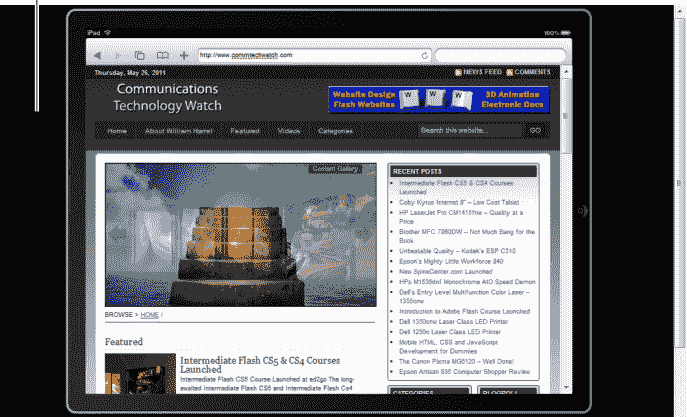 iPad
100%
http://www.commtechwatch.com
Thursday, May 26, 2011
NEWS FEED
COMMENTS
Communications
Technology Watch
Website Design
Flash Websites
W W W
3D Animation
Electronic Docs
Home
About William Harrel
Featured
Videos
Categories
Search this website...
GO
Content Gallery
BROWSE > HOME /
Featured
Intermediate Flash CS5 & CS4 Courses
Launched
Intermediate Flash CS5 Course Launched at ed2go The long-
awaited Intermediate Flash CS5 and Intermediate Flash Cs4
RECENT POSTS
Intermediate Flash CS5 & CS4 Courses
Launched
Coby Kyros Internet 8" – Low Cost Tablet
HP LaserJet Pro CM1415fnw – Quality at a
Price
Brother MFC 7860DW – Not Much Bang for the
Buck
Unbeatable Quality – Kodak's ESP C310
Epson's Mighty Little Workforce 840
New SpineCenter.com Launched
HPs M1536dnf Monochrome AIO Speed Demon
Dell's Entry Level Multifunction Color Laser –
1355cnw
Introduction to Adobe Flash Course Launched
Dell 1350cnw Laser Class LED Printer
Dell 1250c Laser Class LED Printer
Mobile HTML, CSS and JavaScript
Development for Dummies
The Canon Pixma MG5120 – Well Done!
Epson Artisan 835 Computer Shopper Review
CATEGORIES
BLOGROLL